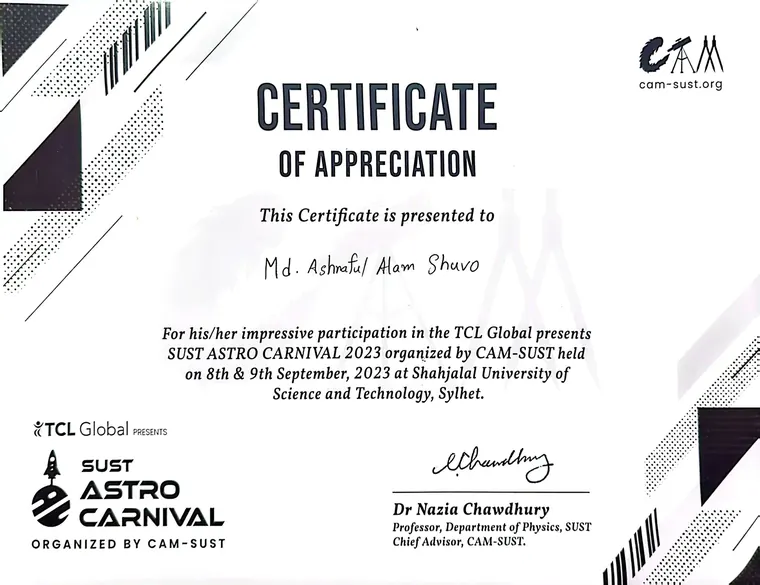 CAM
cam-sust.org
CERTIFICATE
OF APPRECIATION
This Certificate is presented to
Md. Ashraful Alam Shuvo
For his/her impressive participation in the TCL Global presents
SUST ASTRO CARNIVAL 2023 organized by CAM-SUST held
on 8th & 9th September, 2023 at Shahjalal University of
Science and Technology, Sylhet.
TCL Global PRESENTS
SUST
ASTRO
CARNIVAL
ORGANIZED BY CAM-SUST
NChawdhury
Dr Nazia Chawdhury
Professor, Department of Physics, SUST
Chief Advisor, CAM-SUST.